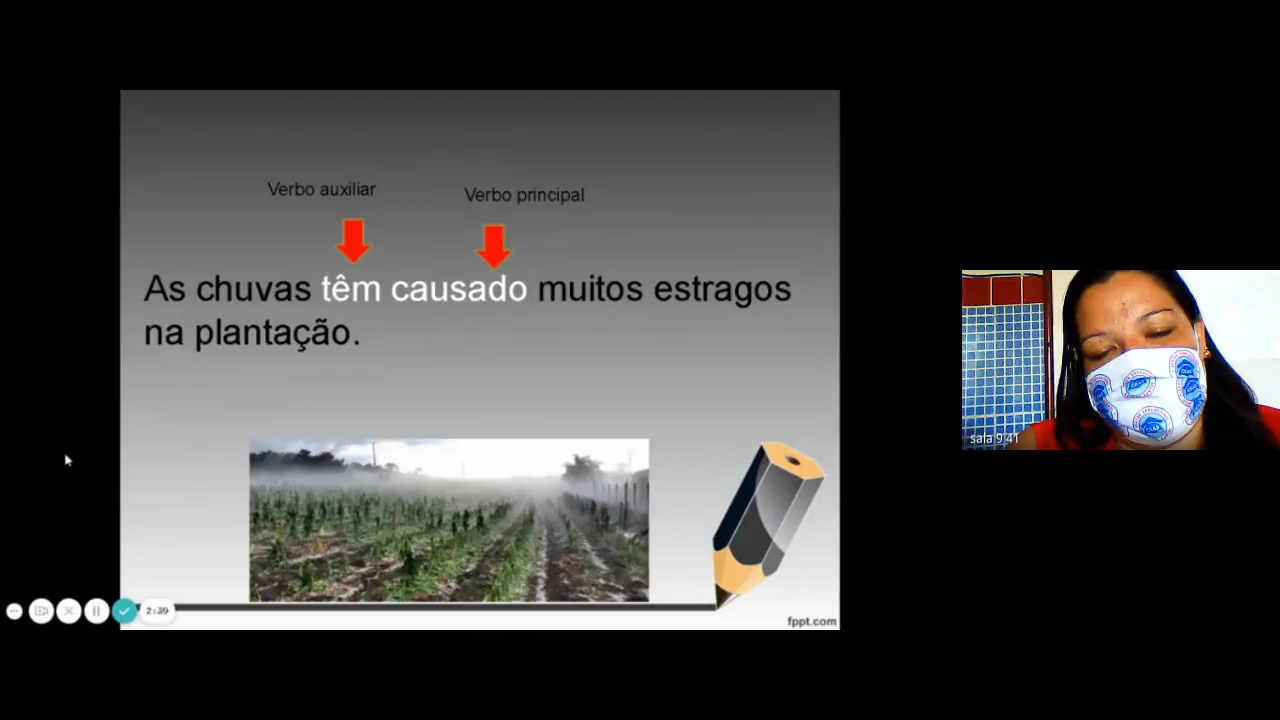 Verbo auxiliar
Verbo principal
As chuvas têm causado muitos estragos
na plantação.
sala 9 41
2:39
fppt.com